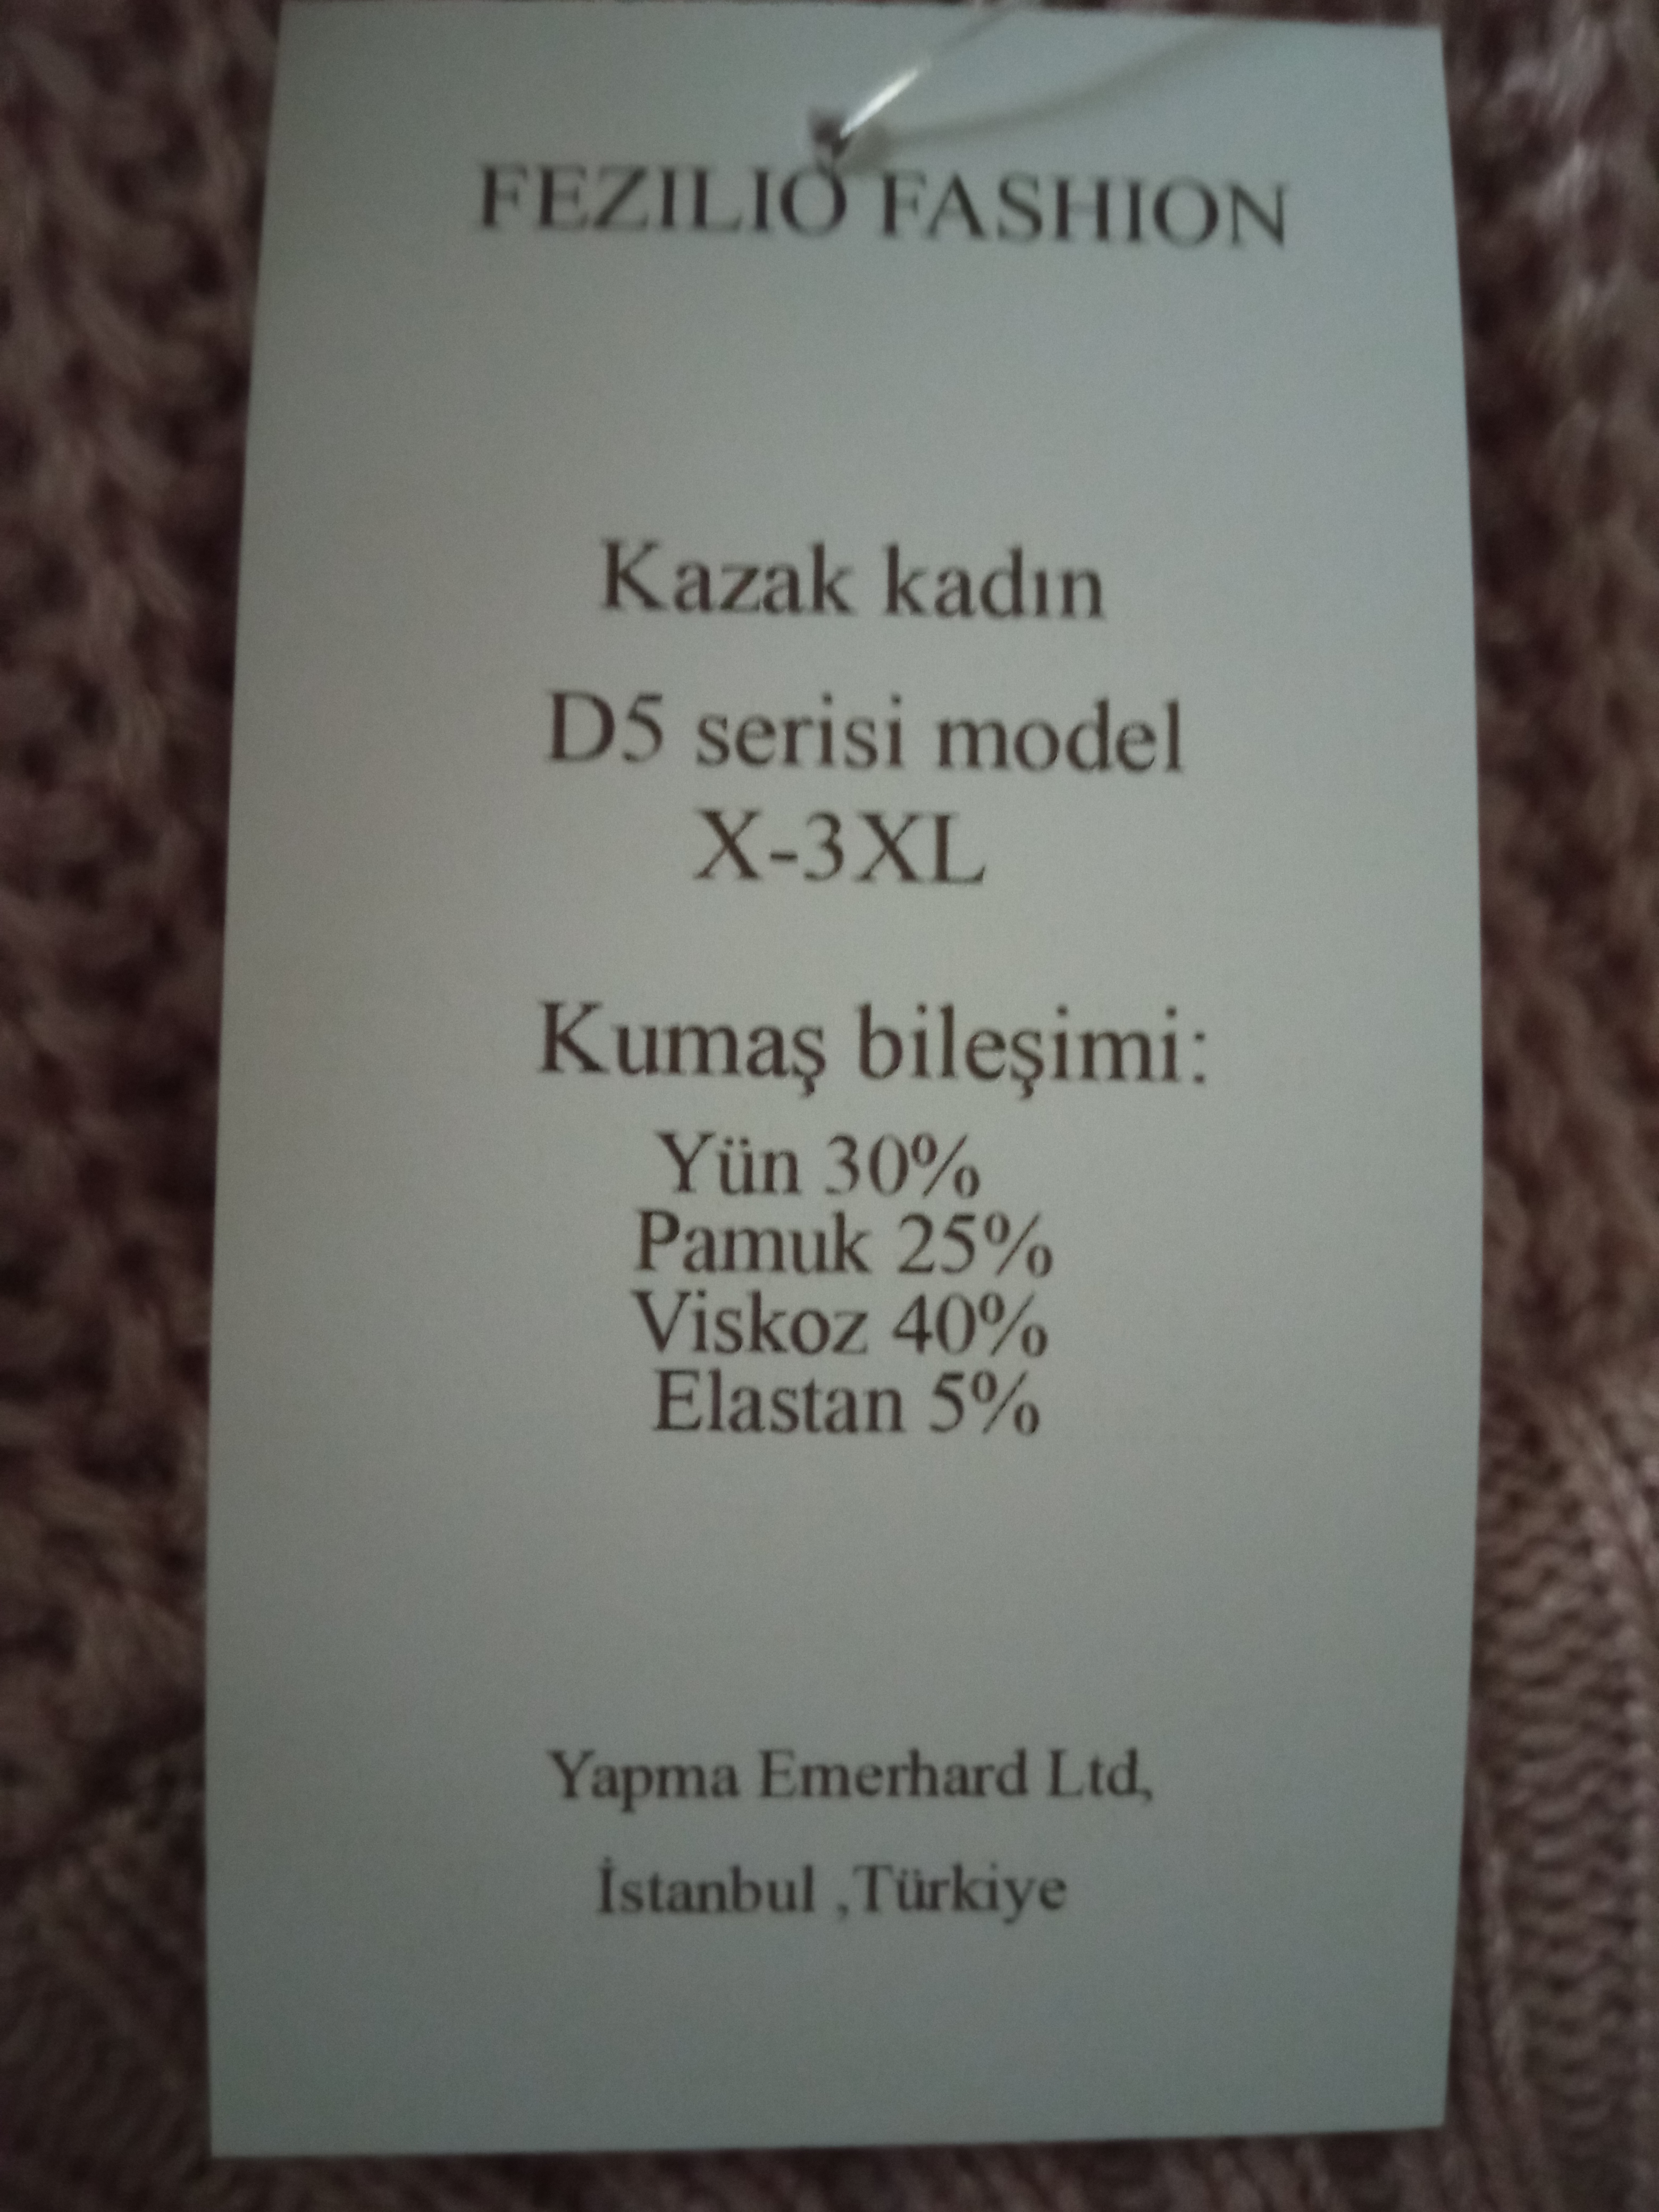 FEZILIO FASHION
Kazak kadın
D5 serisi model
X-3XL
Kumaş bileşimi:
Yün 30%
Pamuk 25%
Viskoz 40%
Elastan 5%
Yapma Emerhard Ltd,
İstanbul ,Türkiye